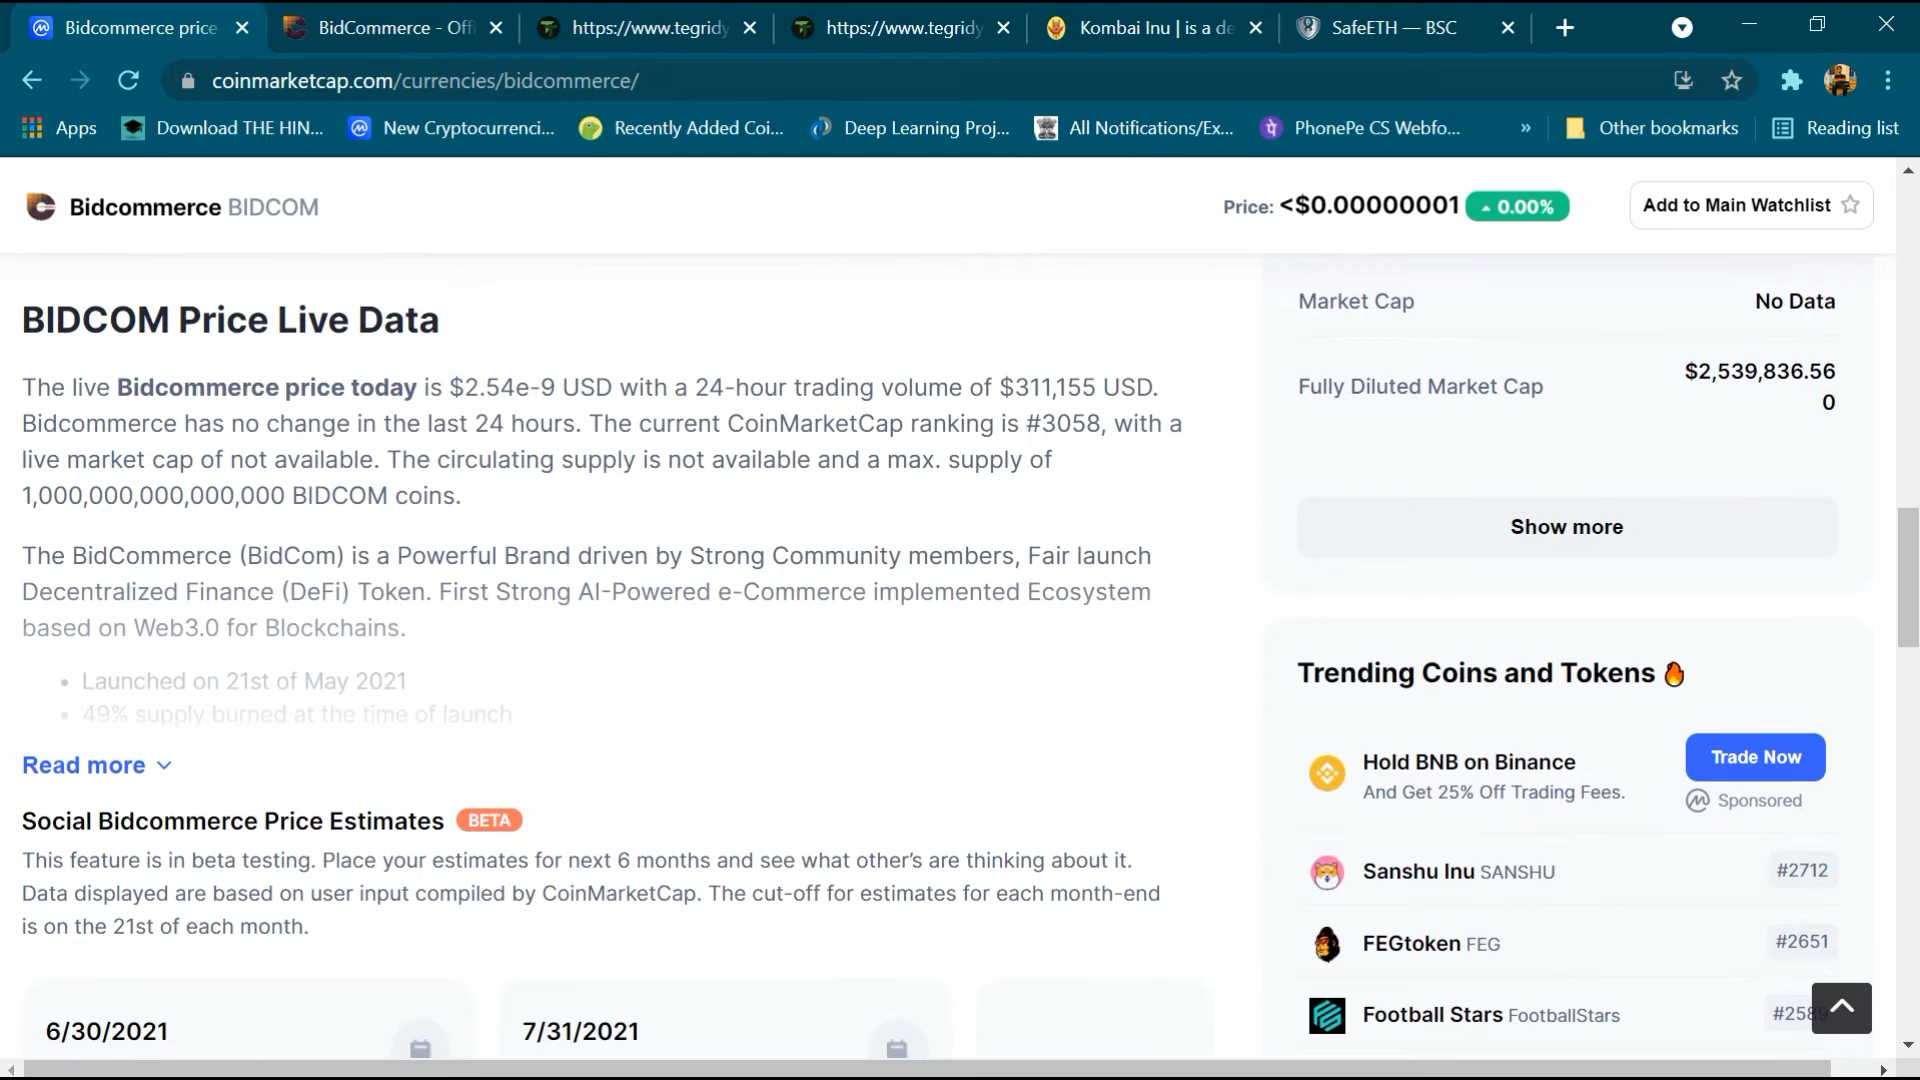 Bidcommerce price
BidCommerce - Offi
https://www.tegridy
https://www.tegridy
Kombai Inu | is a de
SafeETH — BSC
coinmarketcap.com/currencies/bidcommerce/
Apps
Download THE HIN...
New Cryptocurrenci...
Recently Added Coi...
Deep Learning Proj...
All Notifications/Ex...
PhonePe CS Webfo...
»
Other bookmarks
Reading list
Bidcommerce BIDCOM
Price: <$0.00000001 0.00%
Add to Main Watchlist
BIDCOM Price Live Data
The live Bidcommerce price today is $2.54e-9 USD with a 24-hour trading volume of $311,155 USD.
Bidcommerce has no change in the last 24 hours. The current CoinMarketCap ranking is #3058, with a
live market cap of not available. The circulating supply is not available and a max. supply of
1,000,000,000,000,000 BIDCOM coins.
The BidCommerce (BidCom) is a Powerful Brand driven by Strong Community members, Fair launch
Decentralized Finance (DeFi) Token. First Strong AI-Powered e-Commerce implemented Ecosystem
based on Web3.0 for Blockchains.
• Launched on 21st of May 2021
• 49% supply burned at the time of launch
Read more
Social Bidcommerce Price Estimates BETA
This feature is in beta testing. Place your estimates for next 6 months and see what other's are thinking about it.
Data displayed are based on user input compiled by CoinMarketCap. The cut-off for estimates for each month-end
is on the 21st of each month.
6/30/2021
7/31/2021
Market Cap
No Data
Fully Diluted Market Cap
$2,539,836.56
0
Show more
Trending Coins and Tokens
Hold BNB on Binance
And Get 25% Off Trading Fees.
Trade Now
Sponsored
Sanshu Inu SANSHU
#2712
FEGtoken FEG
#2651
Football Stars FootballStars